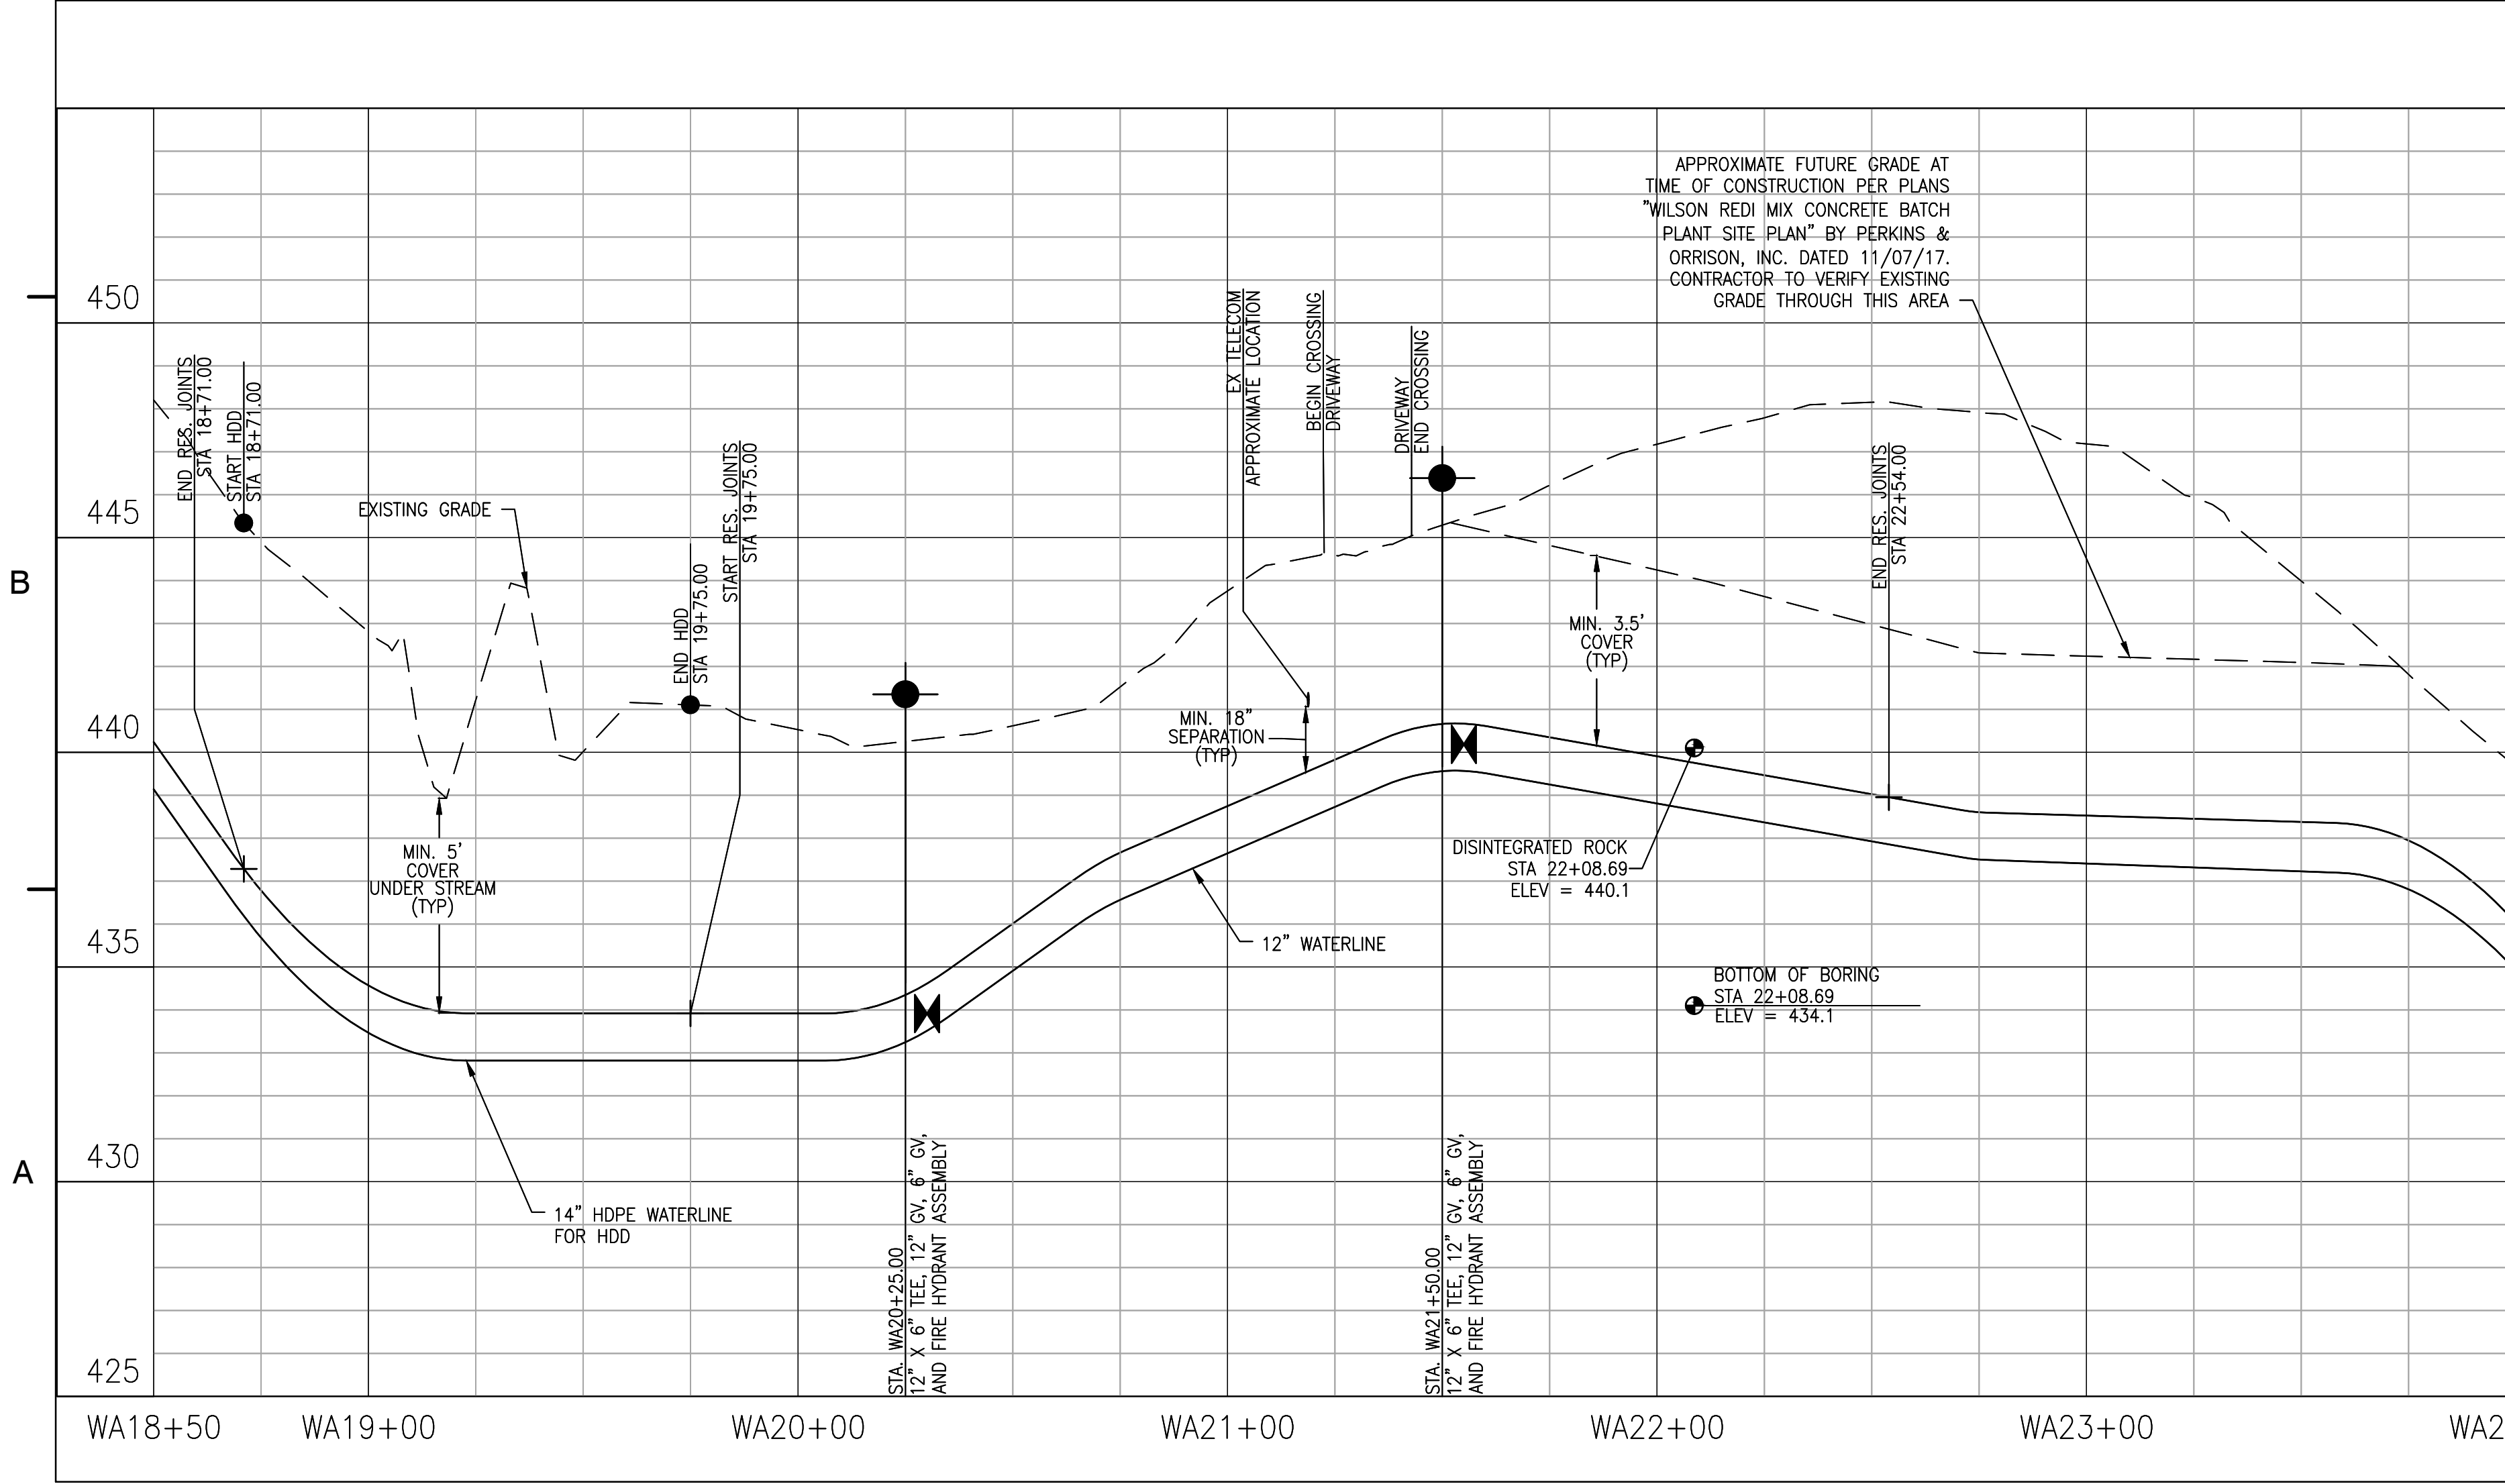 APPROXIMATE FUTURE GRADE AT
TIME OF CONSTRUCTION PER PLANS
"WILSON REDI MIX CONCRETE BATCH
PLANT SITE PLAN" BY PERKINS &
ORRISON, INC. DATED 11/07/17.
CONTRACTOR TO VERIFY EXISTING
GRADE THROUGH THIS AREA
450
445
440
435
430
425
B
A
END RES. JOINTS
STA 18+71.00
START HDD
STA 18+71.00
EXISTING GRADE
END HDD
STA 19+75.00
START RES. JOINTS
STA 19+75.00
EX TELECOM
APPROXIMATE LOCATION
BEGIN CROSSING
DRIVEWAY
DRIVEWAY
END CROSSING
END RES. JOINTS
STA 22+54.00
MIN. 3.5'
COVER
(TYP)
MIN. 18"
SEPARATION
(TYP)
MIN. 5'
COVER
UNDER STREAM
(TYP)
DISINTEGRATED ROCK
STA 22+08.69
ELEV = 440.1
12" WATERLINE
BOTTOM OF BORING
STA 22+08.69
ELEV = 434.1
14" HDPE WATERLINE
FOR HDD
STA. WA20+25.00
12" X 6" TEE, 12" GV, 6" GV,
AND FIRE HYDRANT ASSEMBLY
STA. WA21+50.00
12" X 6" TEE, 12" GV, 6" GV,
AND FIRE HYDRANT ASSEMBLY
WA18+50
WA19+00
WA20+00
WA21+00
WA22+00
WA23+00
WA2